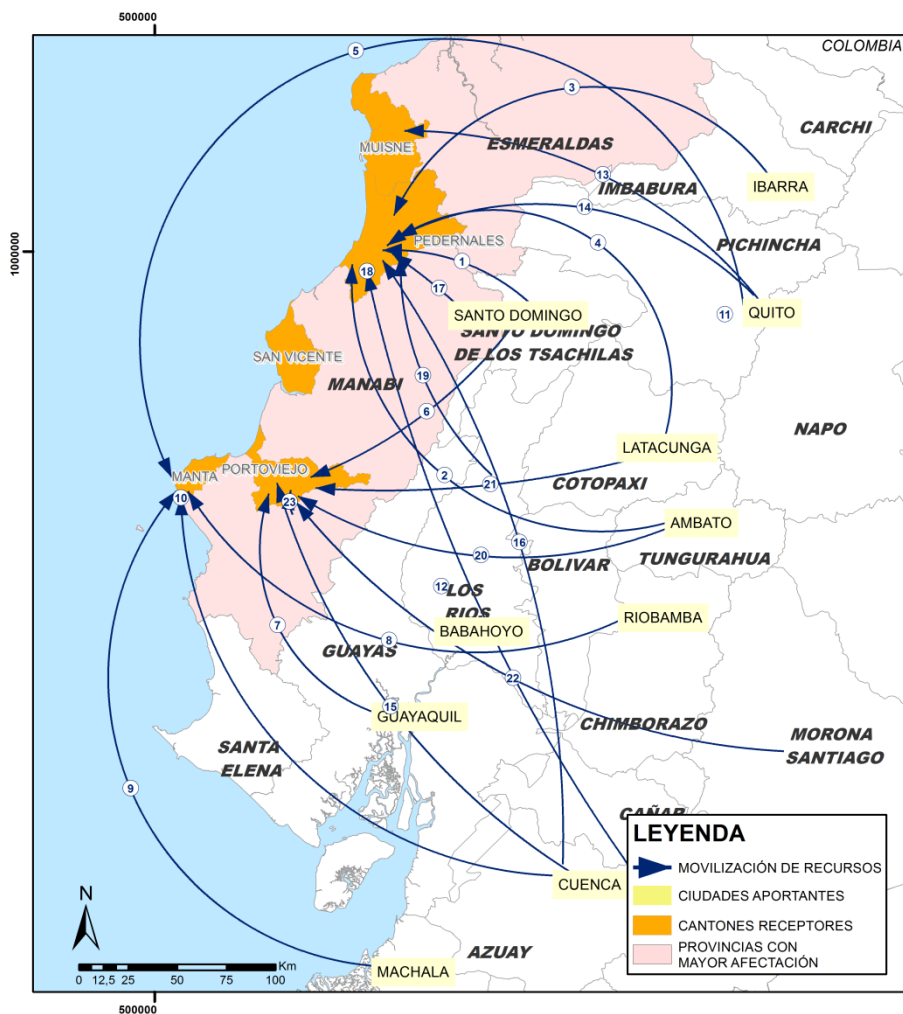 500000
COLOMBIA
5
3
CARCHI
ESMERALDAS
MUISNE
13
IMBABURA
IBARRA
14
PEDERNALES
4
PICHINCHA
1000000
1
18
17
11
QUITO
SANTO DOMINGO
SANTO DOMINGO
DE LOS TSACHILAS
SAN VICENTE
MANABI
19
6
NAPO
LATACUNGA
PORTOVIEJO
MANTA
2
21
COTOPAXI
10
23
AMBATO
16
20
BOLIVAR
TUNGURAHUA
12
LOS
RIOS
RIOBAMBA
7
BABAHOYO
8
GUAYAS
22
15
GUAYAQUIL
CHIMBORAZO
MORONA
SANTIAGO
SANTA
ELENA
9
CAÑAR
LEYENDA
MOVILIZACIÓN DE RECURSOS
CIUDADES APORTANTES
CANTONES RECEPTORES
PROVINCIAS CON
MAYOR AFECTACIÓN
CUENCA
N
AZUAY
Km
0 12,5 25 50 75 100
MACHALA
500000